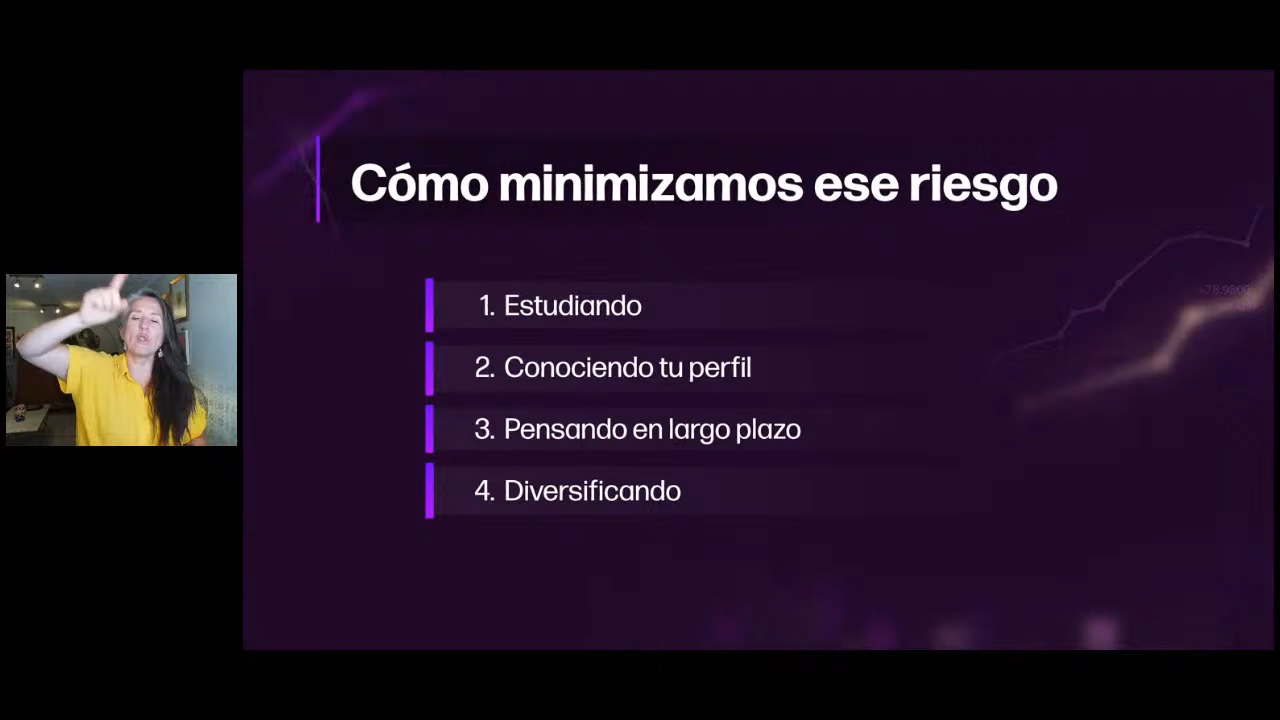 Cómo minimizamos ese riesgo
1. Estudiando
2. Conociendo tu perfil
3. Pensando en largo plazo
4. Diversificando